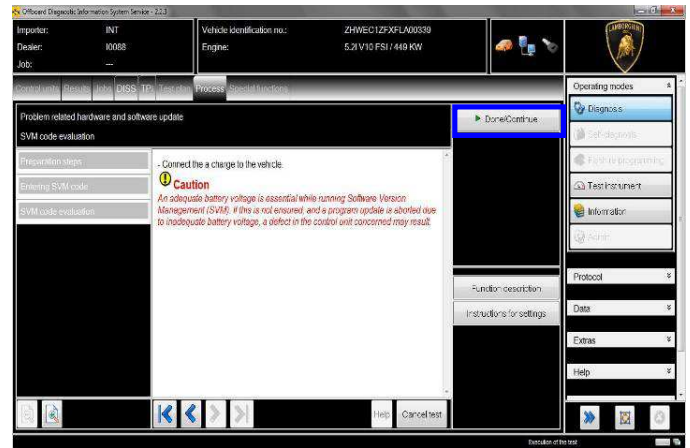 Offboard Diagnostic Information System Service - 2.2.3
Importer: INT
Dealer: I0088
Job: ---
Vehicle identification no.: ZHWEC1ZFXFLA00339
Engine: 5.2l V10 FSI / 449 KW
LAMBORGHINI
Control units Results Jobs DISS TPI Test plan Process Special functions
Problem related hardware and software update
SVM code evaluation
Done/Continue
Preparation steps
Entering SVM code
SVM code evaluation
- Connect the a charge to the vehicle.
Caution
An adequate battery voltage is essential while running Software Version
Management (SVM). If this is not ensured, and a program update is aborted due
to inadequate battery voltage, a defect in the control unit concerned may result.
Function description
Instructions for settings
Help
Cancel test
Operating modes
Diagnosis
Self-diagnosis
Test instrument
Information
Admin
Protocol
Data
Extras
Help
Execution of the test